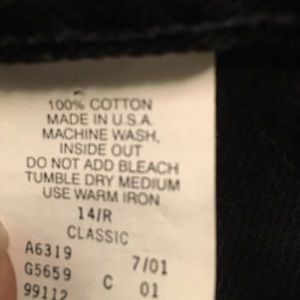 100% COTTON
MADE IN U.S.A.
MACHINE WASH,
INSIDE OUT
DO NOT ADD BLEACH
TUMBLE DRY MEDIUM
USE WARM IRON
14/R
CLASSIC
A6319 7/01
G5659 C 01
99112